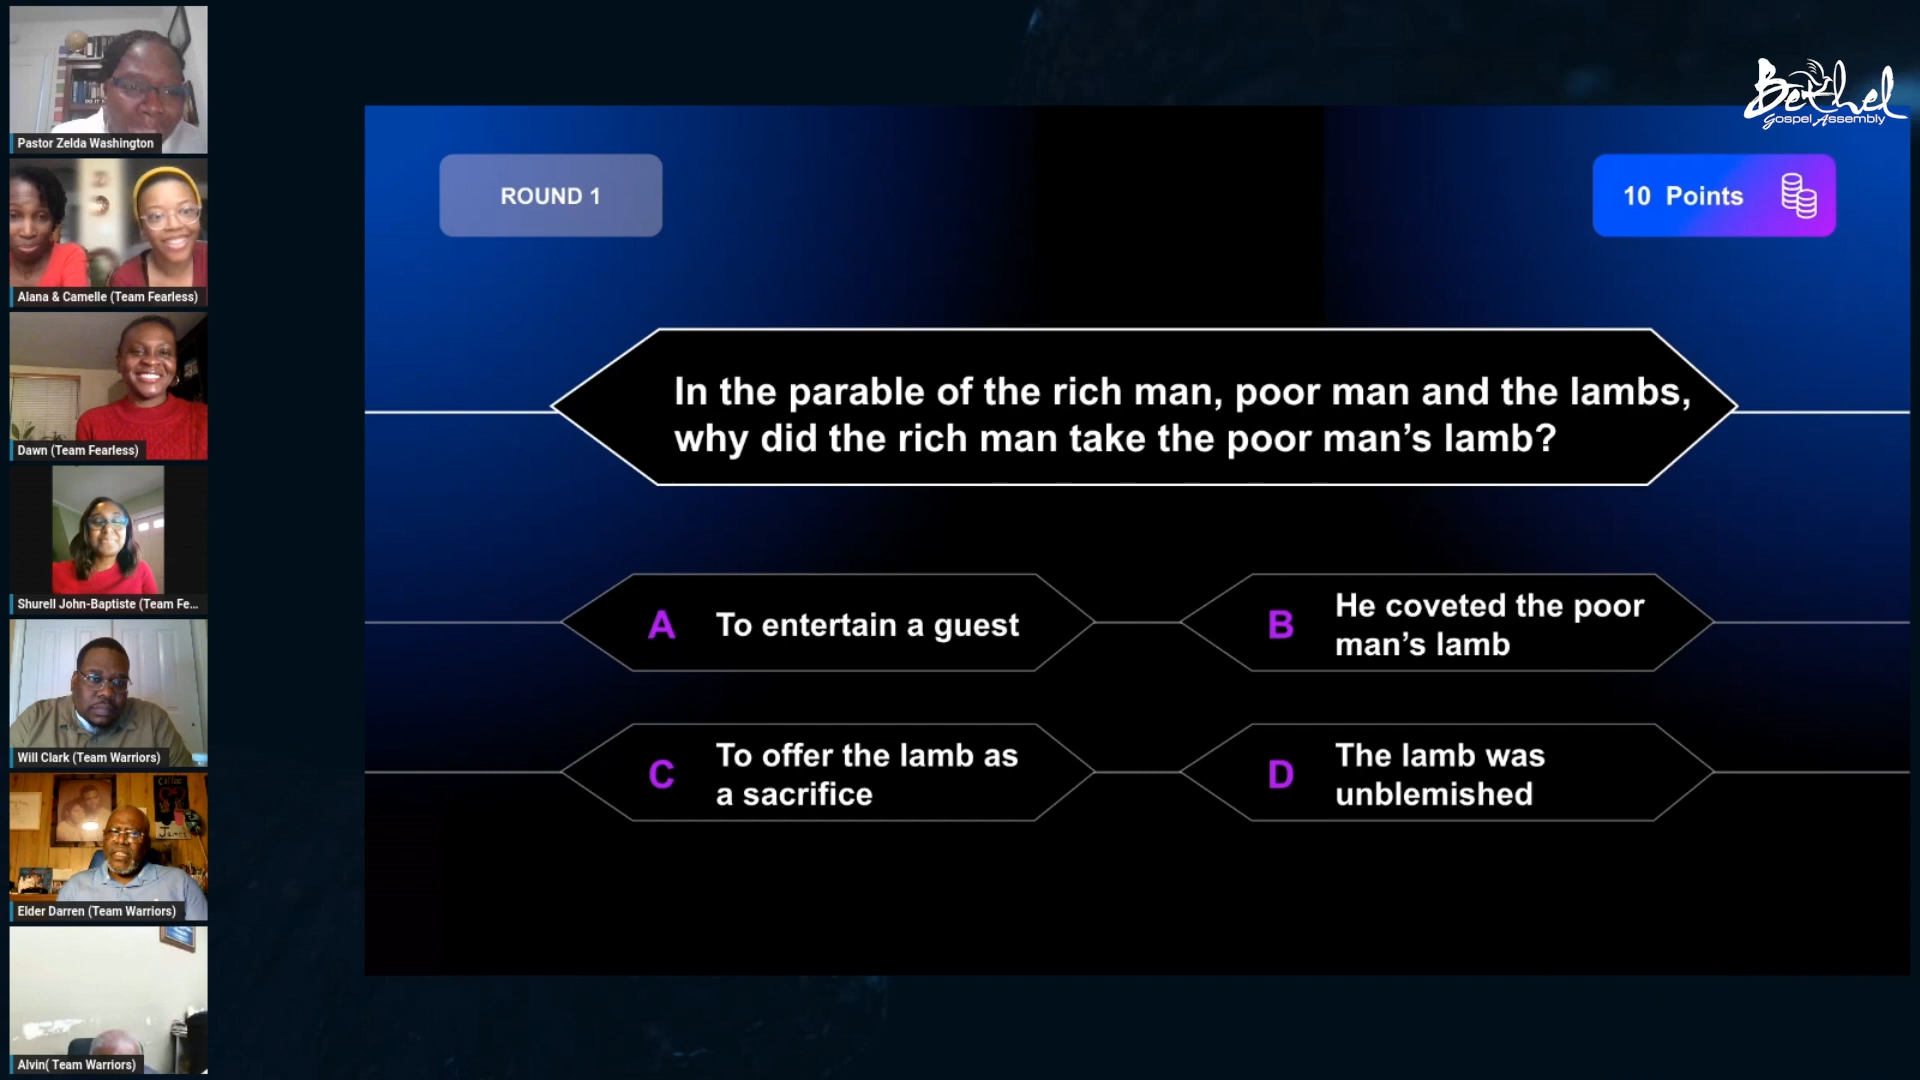 Pastor Zelda Washington
Alana & Camelle (Team Fearless)
Dawn (Team Fearless)
Shurell John-Baptiste (Team Fe...
Will Clark (Team Warriors)
Elder Darren (Team Warriors)
Alvin( Team Warriors)
Bethel
Gospel Assembly
ROUND 1
10 Points
In the parable of the rich man, poor man and the lambs,
why did the rich man take the poor man’s lamb?
A To entertain a guest
B He coveted the poor
man’s lamb
C To offer the lamb as
a sacrifice
D The lamb was
unblemished